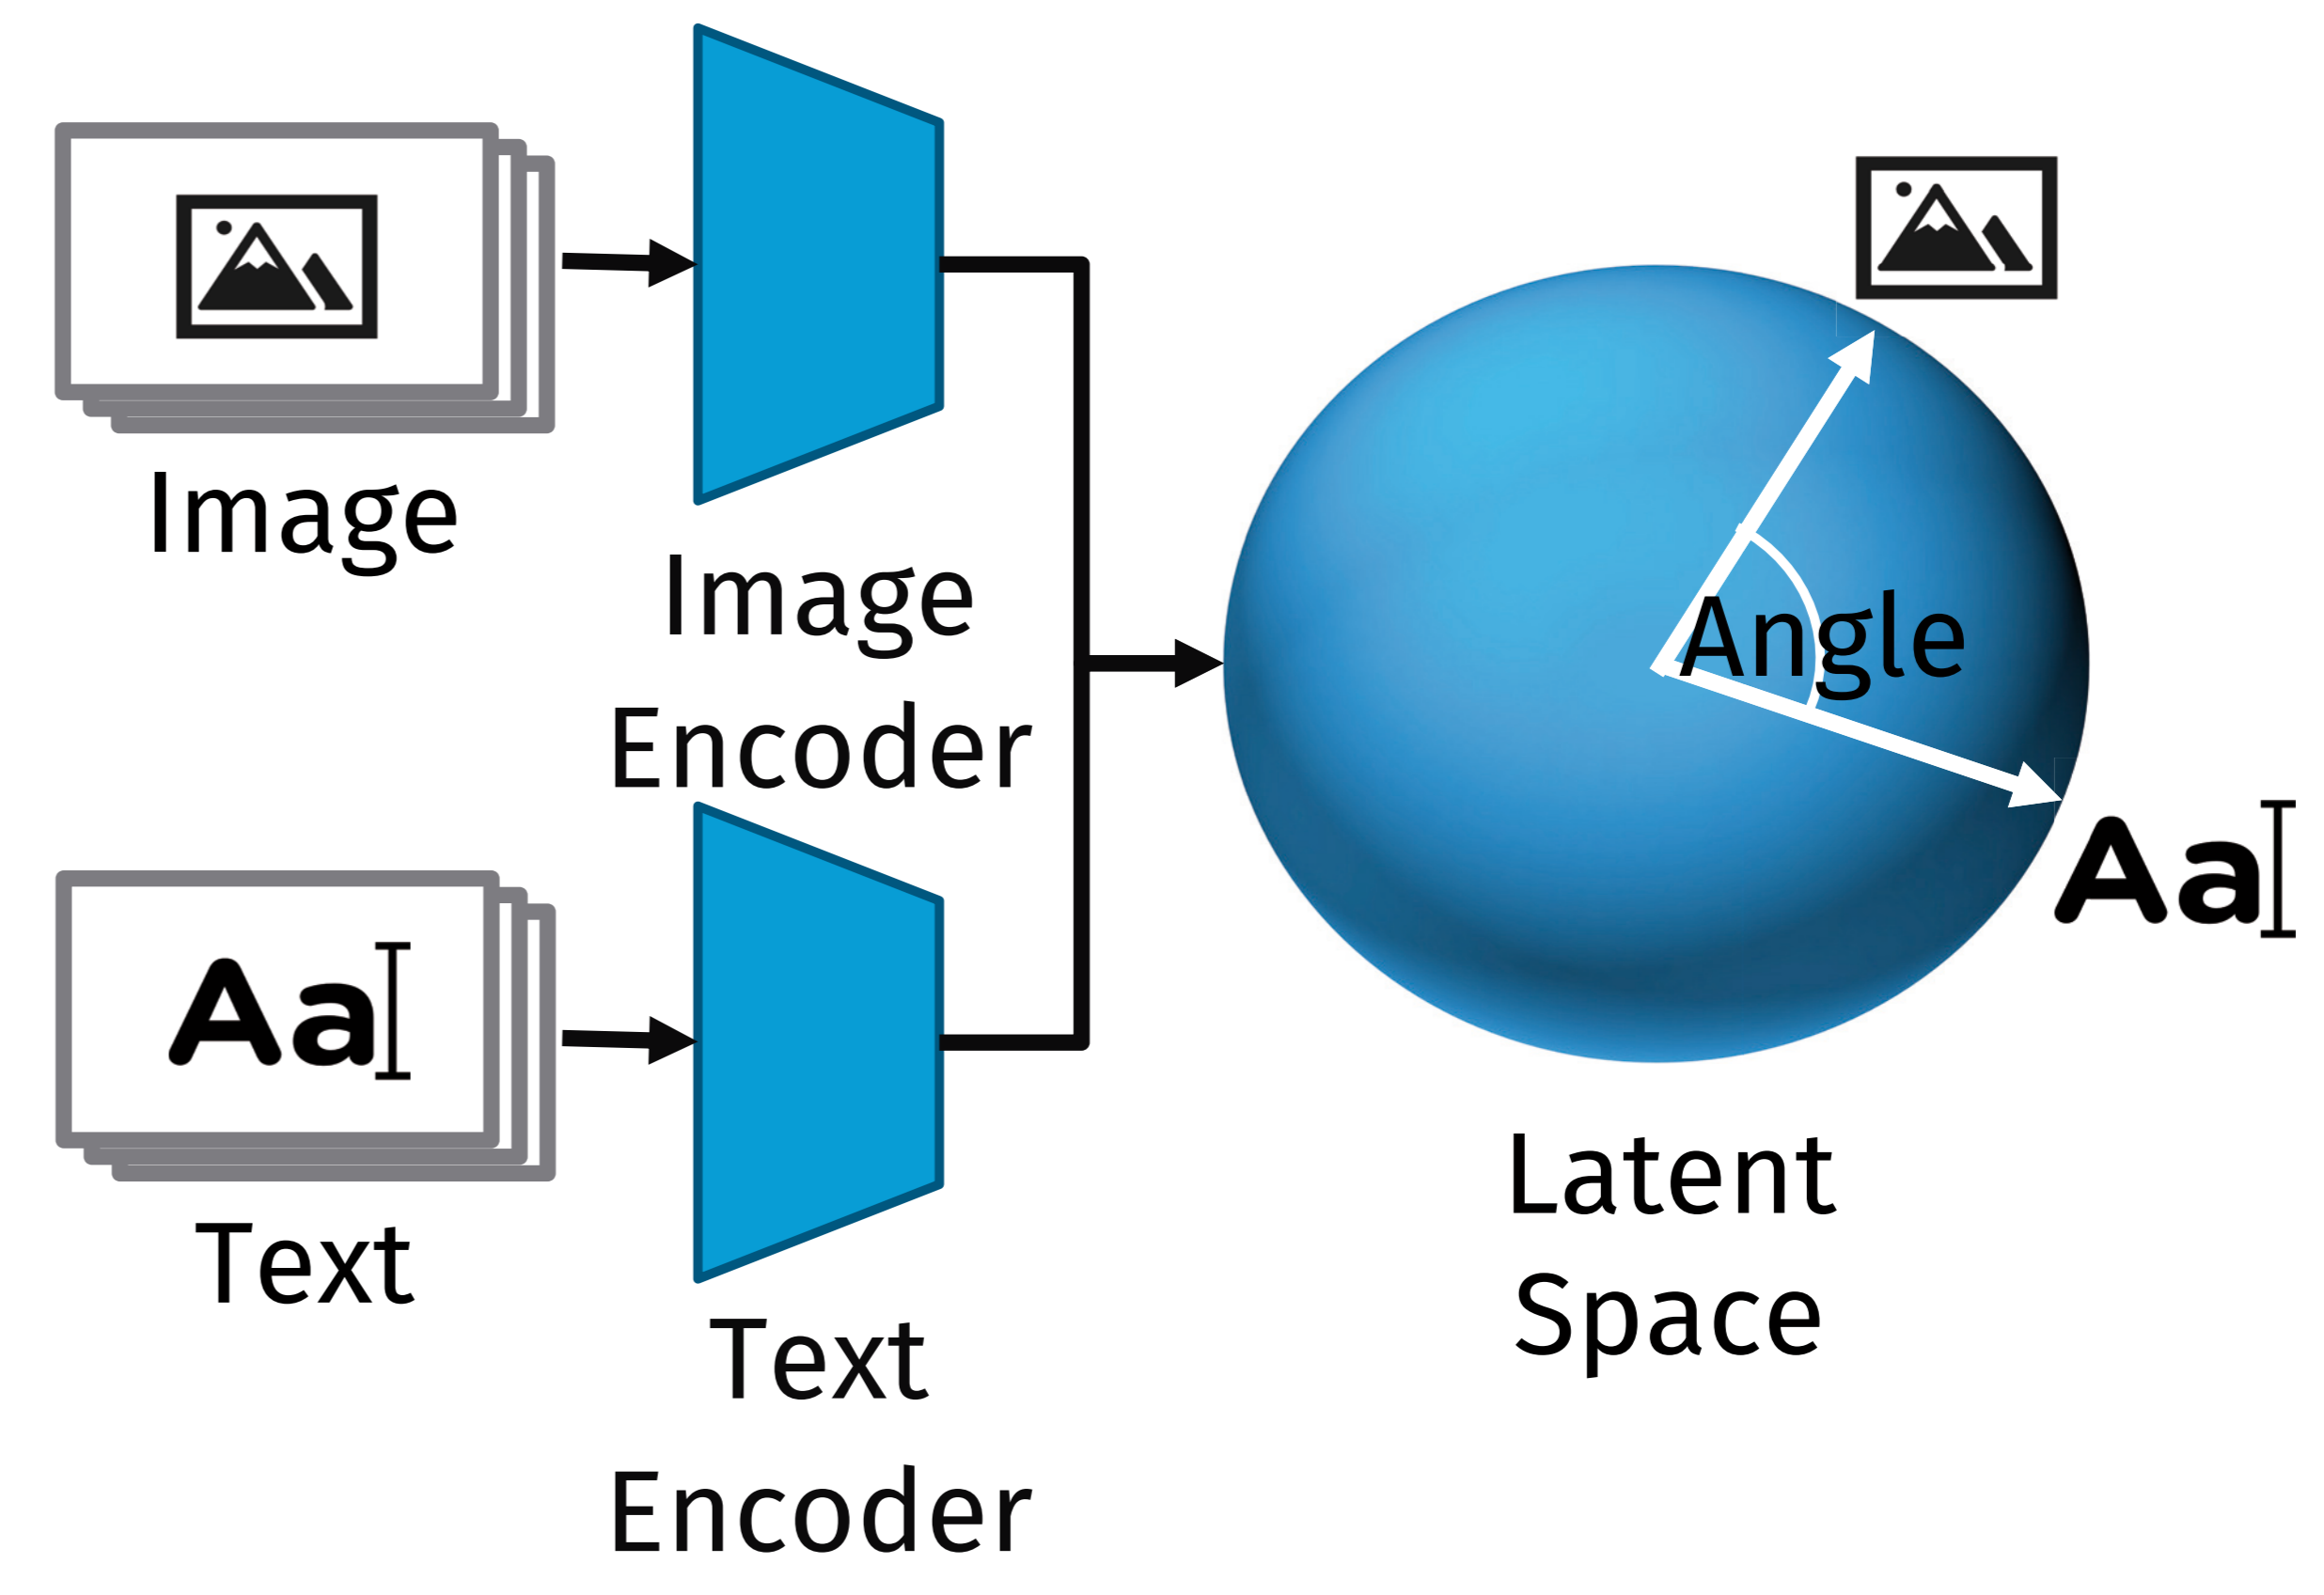 Image
Image
Encoder
Aa
Text
Text
Encoder
Angle
Aa
Latent
Space